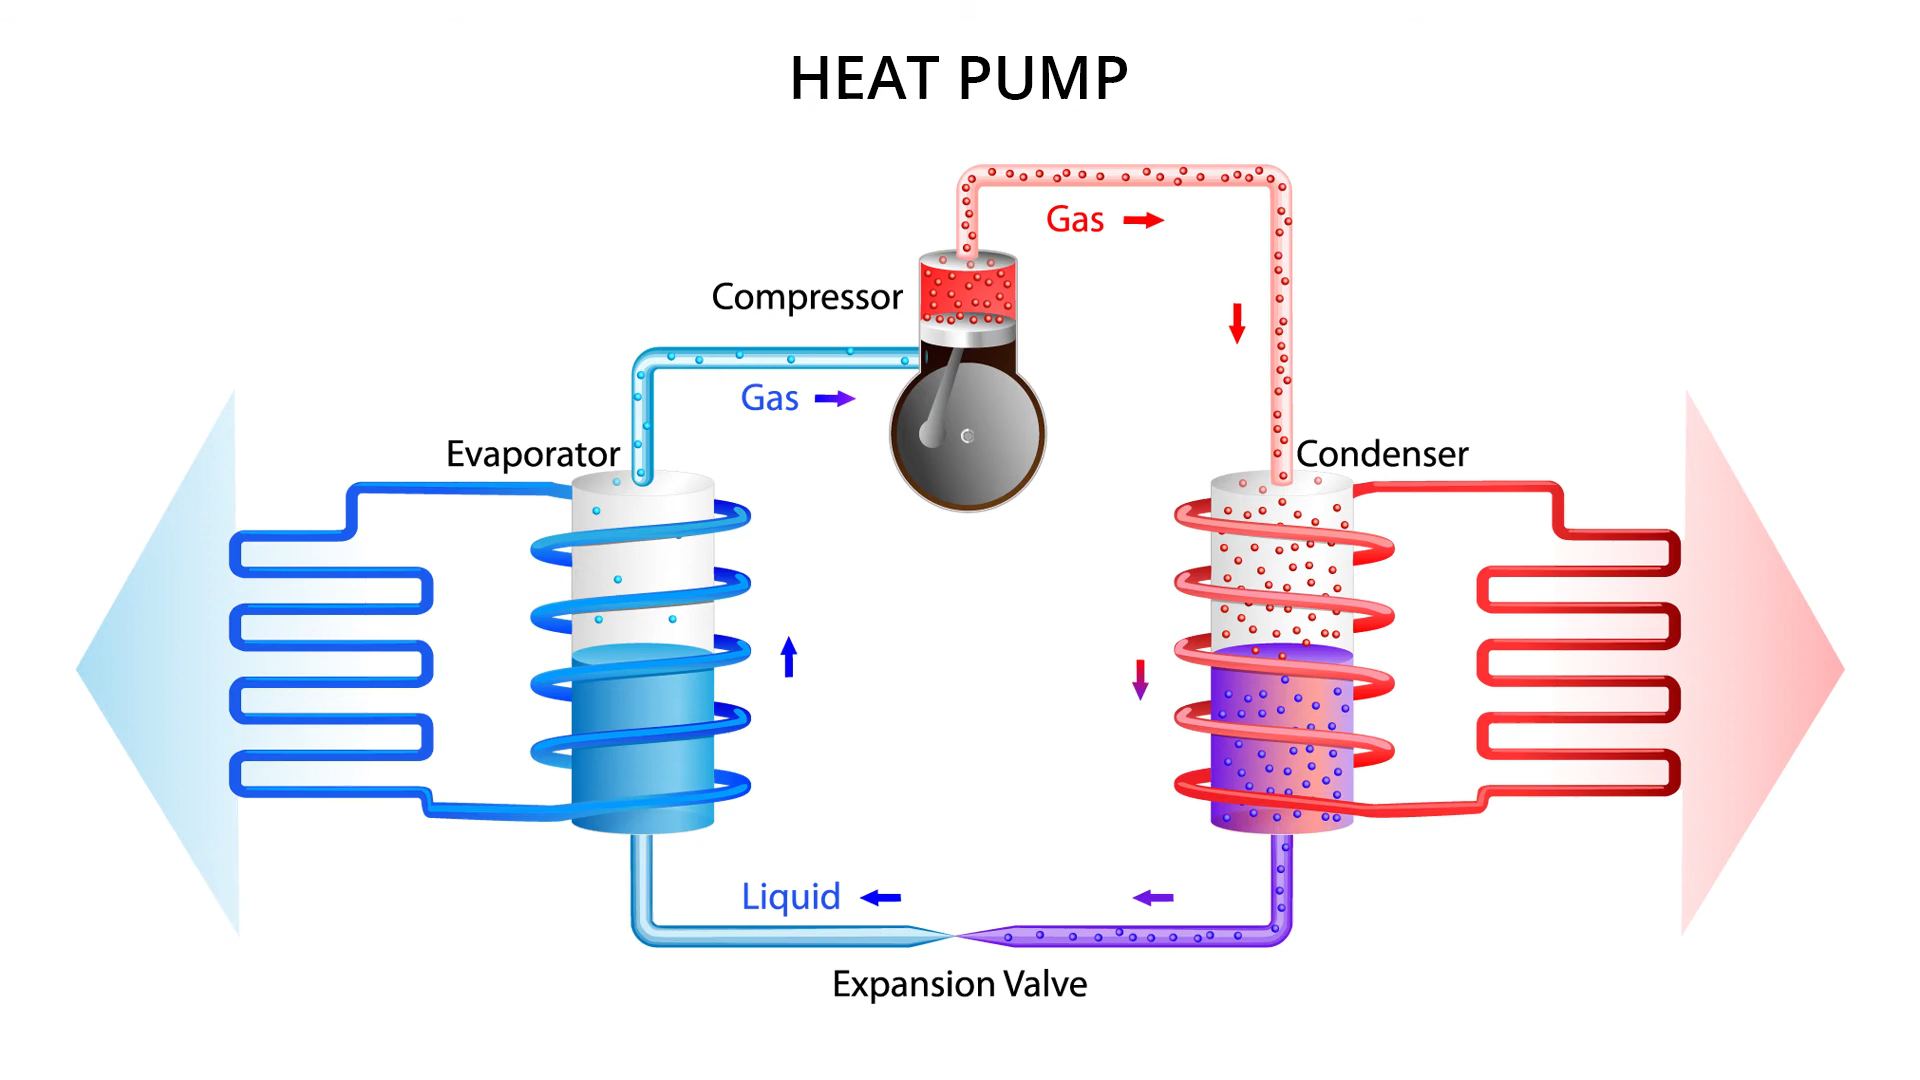 HEAT PUMP
Gas
Compressor
Gas
Evaporator
Condenser
Liquid
Expansion Valve